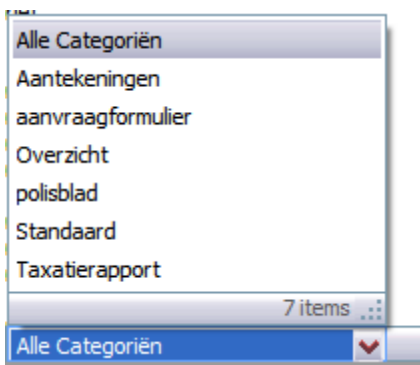 Alle Categoriën
Aantekeningen
aanvraagformulier
Overzicht
polisblad
Standaard
Taxatierapport
7 items
Alle Categoriën